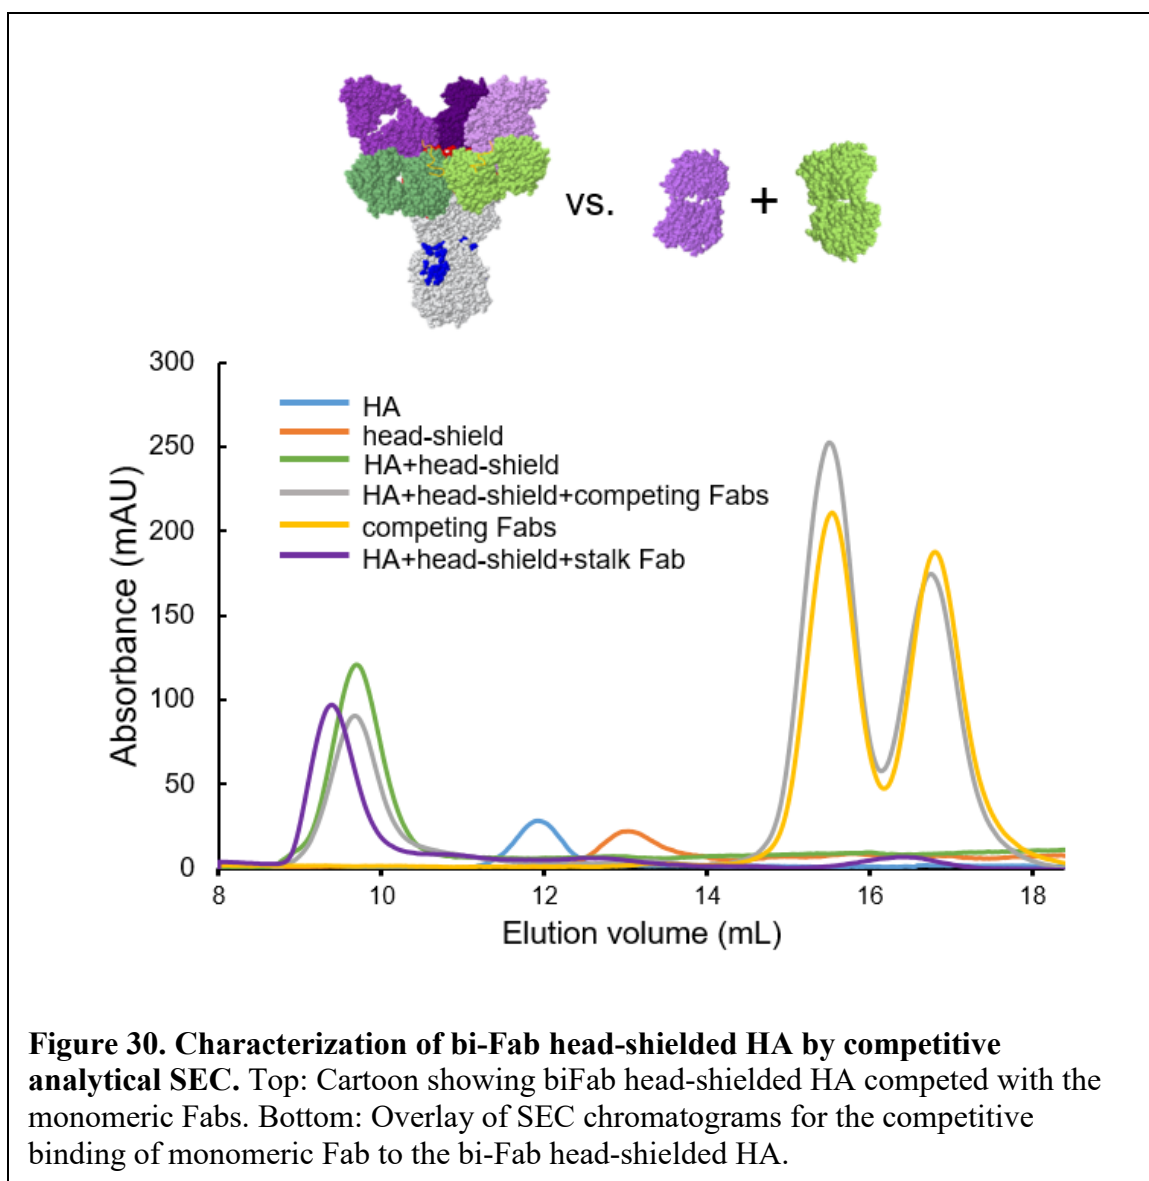 vs.
+
300
250
200
150
100
50
0
Absorbance (mAU)
HA
head-shield
HA+head-shield
HA+head-shield+competing Fabs
competing Fabs
HA+head-shield+stalk Fab
8 10 12 14 16 18
Elution volume (mL)
Figure 30. Characterization of bi-Fab head-shielded HA by competitive
analytical SEC. Top: Cartoon showing biFab head-shielded HA competed with the
monomeric Fabs. Bottom: Overlay of SEC chromatograms for the competitive
binding of monomeric Fab to the bi-Fab head-shielded HA.